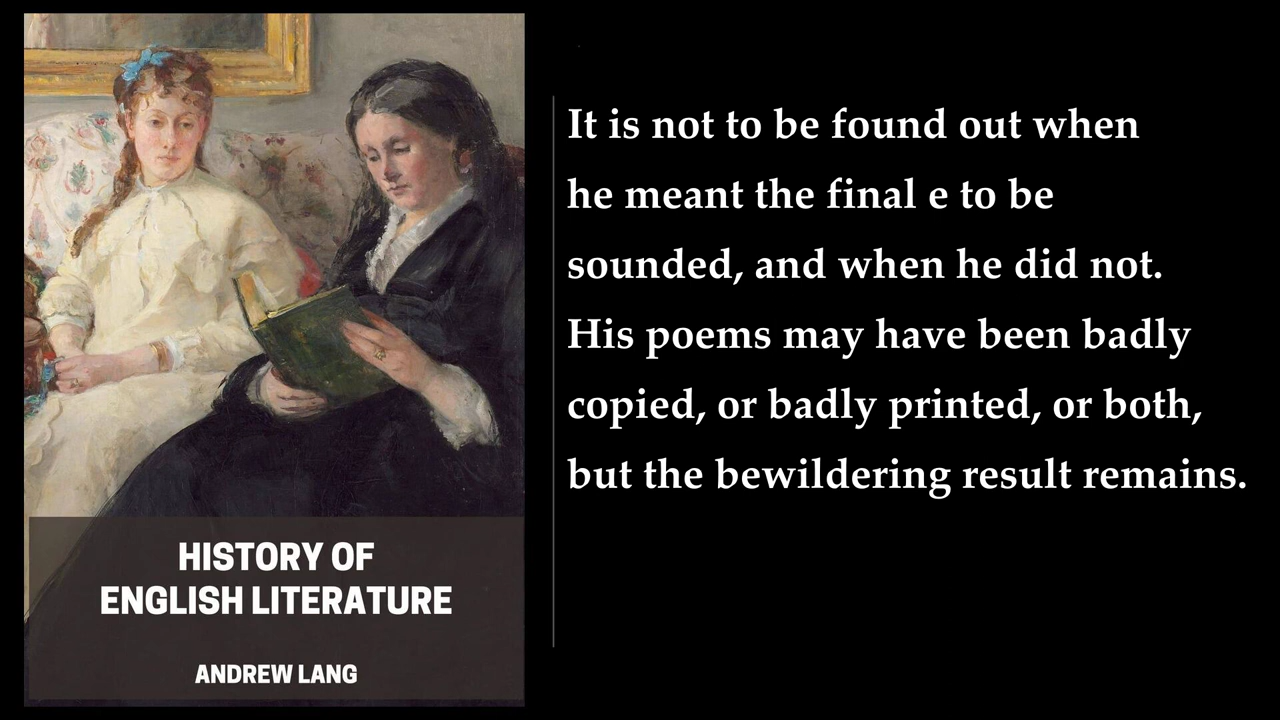 It is not to be found out when
he meant the final e to be
sounded, and when he did not.
His poems may have been badly
copied, or badly printed, or both,
but the bewildering result remains.
HISTORY OF
ENGLISH LITERATURE
ANDREW LANG